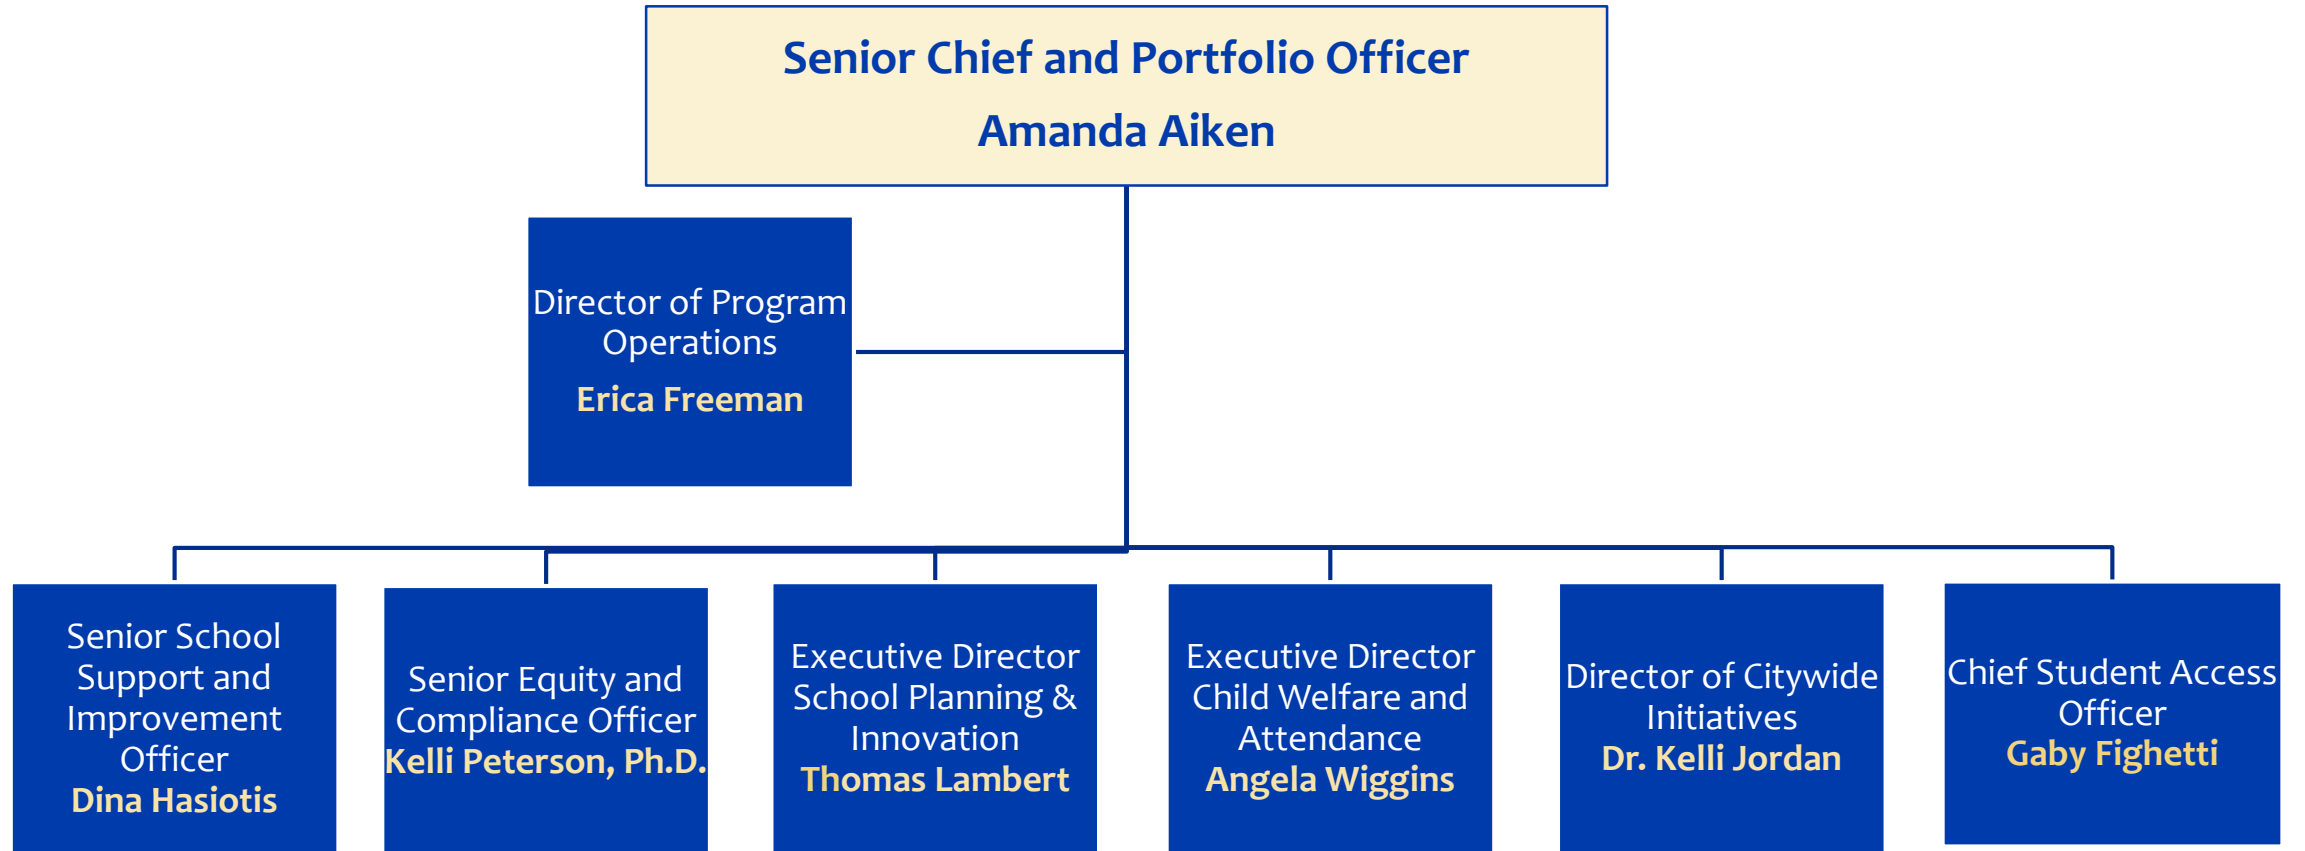 Senior Chief and Portfolio Officer
Amanda Aiken
Director of Program
Operations
Erica Freeman
Senior School
Support and
Improvement
Officer
Dina Hasiotis
Senior Equity and
Compliance Officer
Kelli Peterson, Ph.D.
Executive Director
School Planning &
Innovation
Thomas Lambert
Executive Director
Child Welfare and
Attendance
Angela Wiggins
Director of Citywide
Initiatives
Dr. Kelli Jordan
Chief Student Access
Officer
Gaby Fighetti